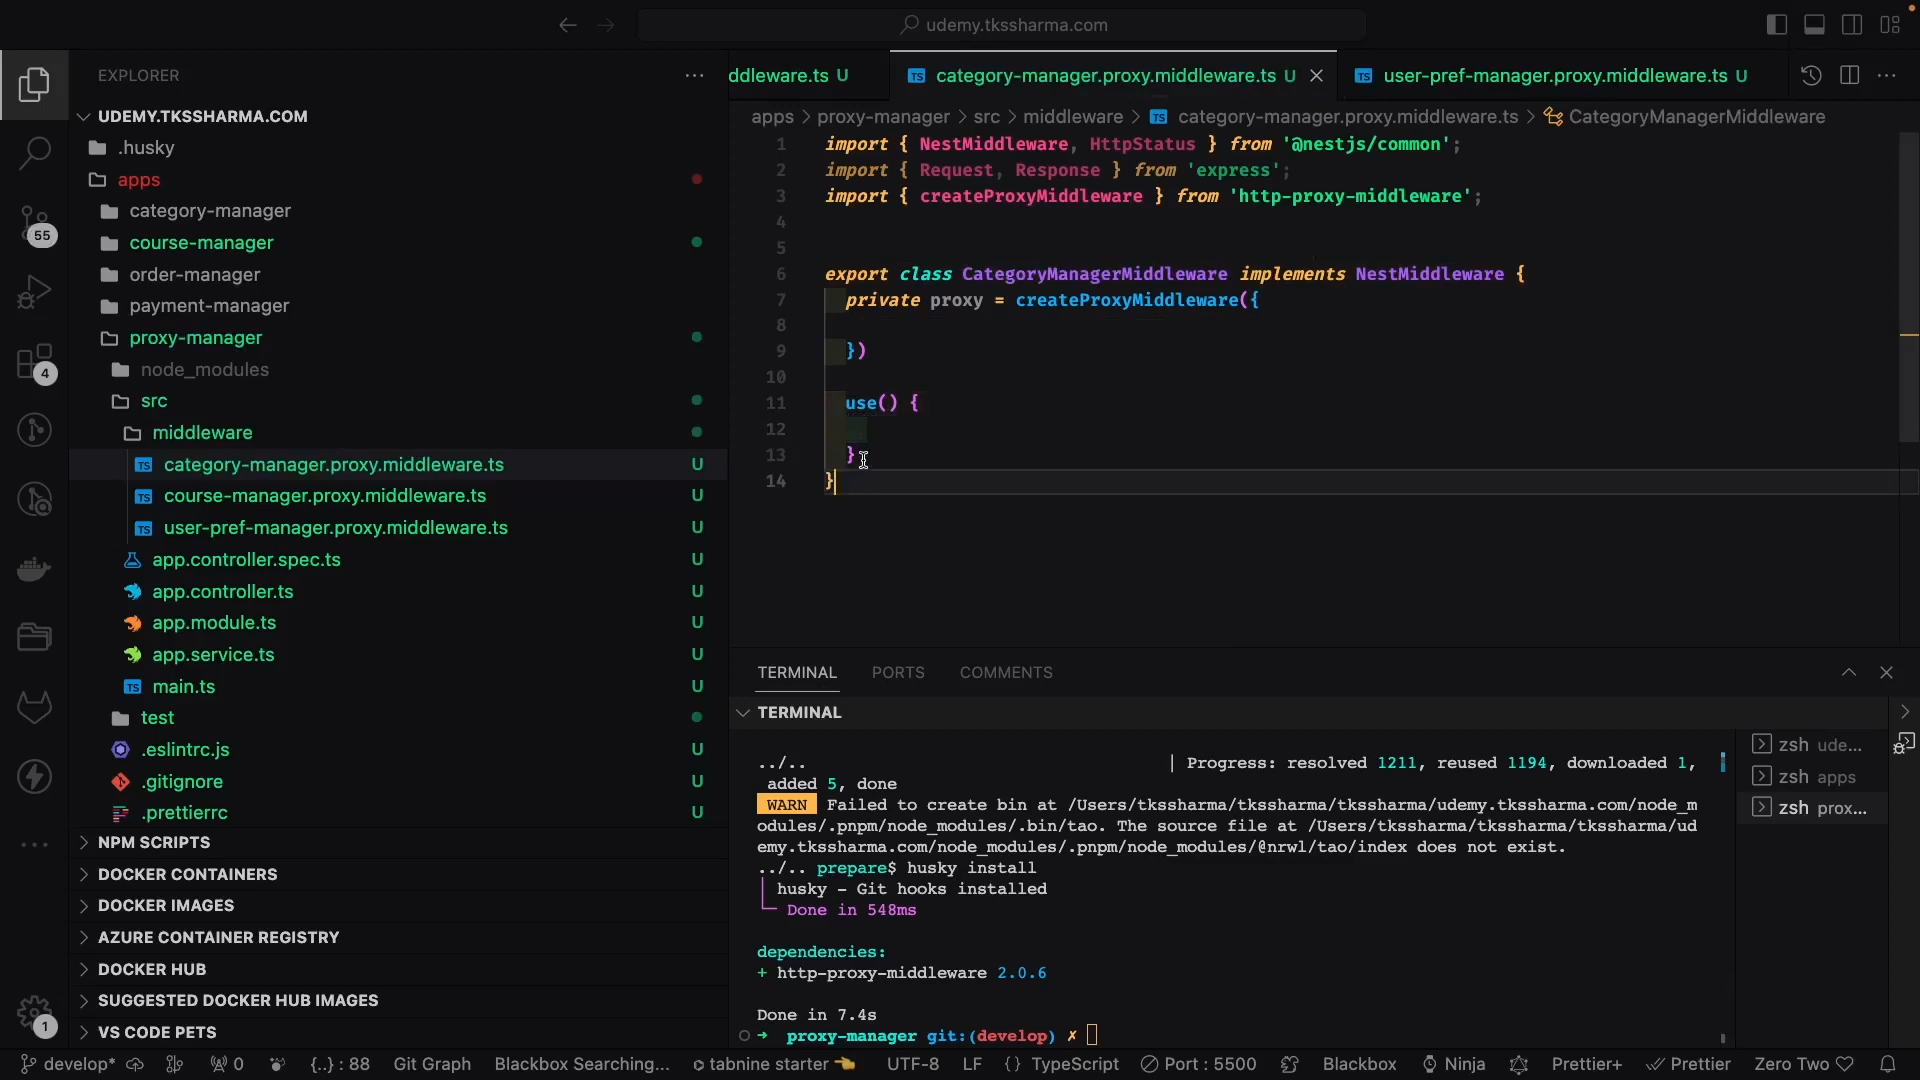 udemy.tkssharma.com
EXPLORER
UDEMY.TKSSHARMA.COM
.husky
apps
category-manager
course-manager
order-manager
payment-manager
proxy-manager
node_modules
src
middleware
category-manager.proxy.middleware.ts U
course-manager.proxy.middleware.ts U
user-pref-manager.proxy.middleware.ts U
app.controller.spec.ts U
app.controller.ts U
app.module.ts U
app.service.ts U
main.ts U
test
.eslintrc.js U
.gitignore U
.prettierrc U
NPM SCRIPTS
DOCKER CONTAINERS
DOCKER IMAGES
AZURE CONTAINER REGISTRY
DOCKER HUB
SUGGESTED DOCKER HUB IMAGES
VS CODE PETS
55
4
1
ddleware.ts U
TS category-manager.proxy.middleware.ts U
TS user-pref-manager.proxy.middleware.ts U
apps > proxy-manager > src > middleware > TS category-manager.proxy.middleware.ts > CategoryManagerMiddleware
1 import { NestMiddleware, HttpStatus } from '@nestjs/common';
2 import { Request, Response } from 'express';
3 import { createProxyMiddleware } from 'http-proxy-middleware';
4
5
6 export class CategoryManagerMiddleware implements NestMiddleware {
7 private proxy = createProxyMiddleware({
8
9 })
10
11 use() {
12
13 }
14 }
TERMINAL PORTS COMMENTS
TERMINAL
../.. | Progress: resolved 1211, reused 1194, downloaded 1,
added 5, done
WARN Failed to create bin at /Users/tkssharma/tkssharma/tkssharma/udemy.tkssharma.com/node_m
odules/.pnpm/node_modules/.bin/tao. The source file at /Users/tkssharma/tkssharma/tkssharma/ud
emy.tkssharma.com/node_modules/.pnpm/node_modules/@nrwl/tao/index does not exist.
../.. prepare$ husky install
husky - Git hooks installed
Done in 548ms
dependencies:
+ http-proxy-middleware 2.0.6
Done in 7.4s
➜ proxy-manager git:(develop) ✗
zsh ude...
zsh apps
zsh prox...
develop* 0 {..} : 88 Git Graph Blackbox Searching... tabnine starter UTF-8 LF {} TypeScript Port : 5500 Blackbox Ninja Prettier+ Prettier Zero Two